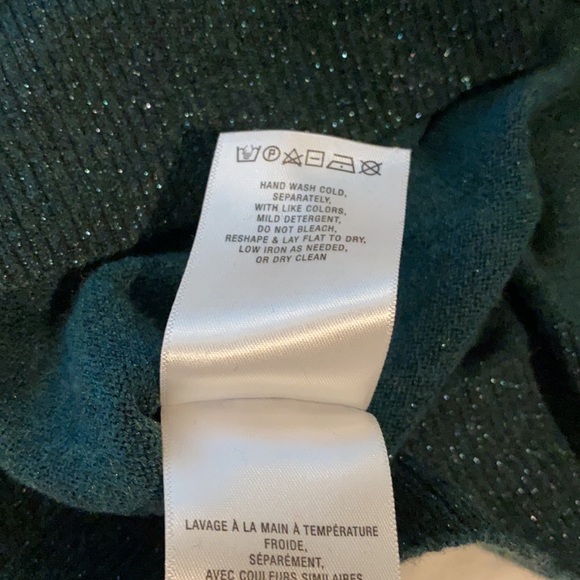 HAND WASH COLD,
SEPARATELY,
WITH LIKE COLORS,
MILD DETERGENT,
DO NOT BLEACH,
RESHAPE & LAY FLAT TO DRY,
LOW IRON AS NEEDED,
OR DRY CLEAN
LAVAGE À LA MAIN À TEMPÉRATURE
FROIDE,
SÉPARÉMENT,
AVEC COULEURS SIMILAIRES